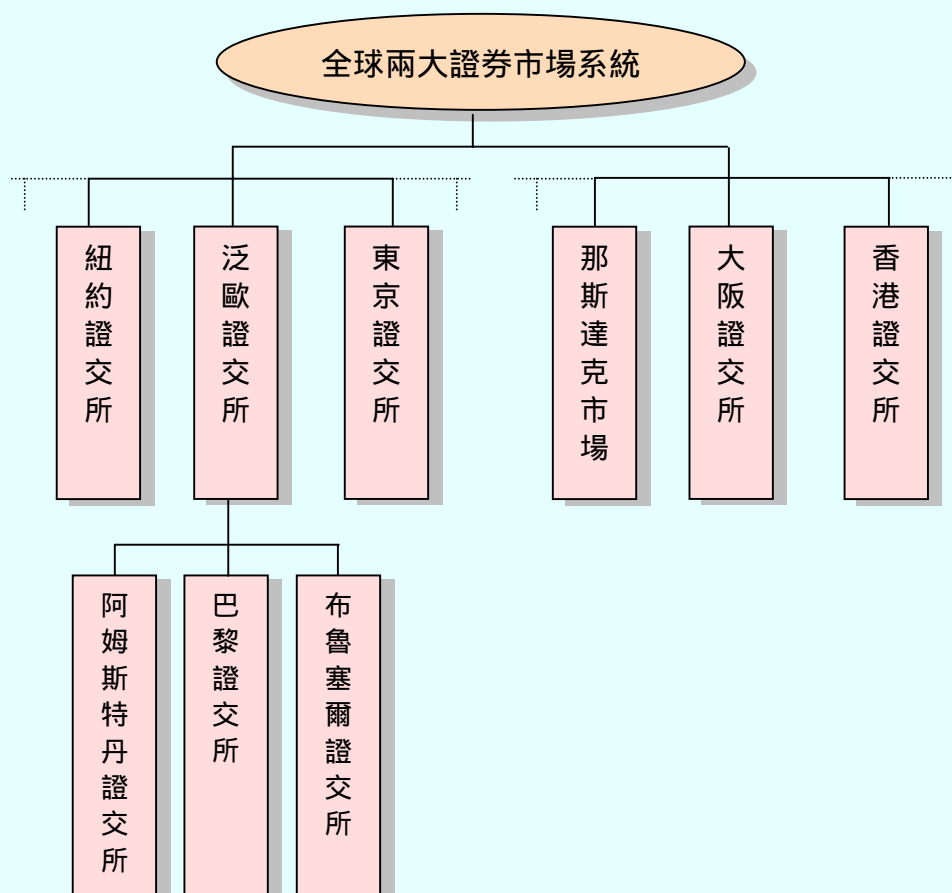 全球兩大證券市場系統
紐約證交所
泛歐證交所
東京證交所
那斯達克市場
大阪證交所
香港證交所
阿姆斯特丹證交所
巴黎證交所
布魯塞爾證交所